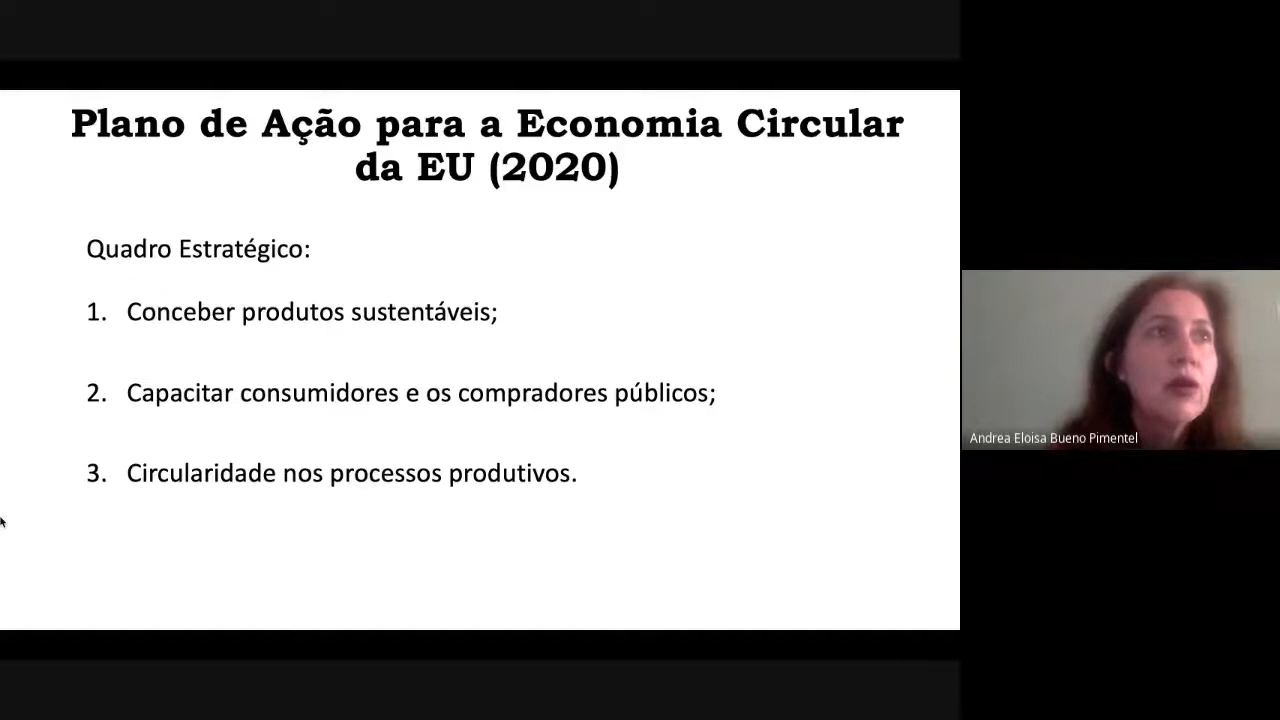 Plano de Ação para a Economia Circular
da EU (2020)
Quadro Estratégico:
1. Conceber produtos sustentáveis;
2. Capacitar consumidores e os compradores públicos;
3. Circularidade nos processos produtivos.
Andrea Eloisa Bueno Pimentel